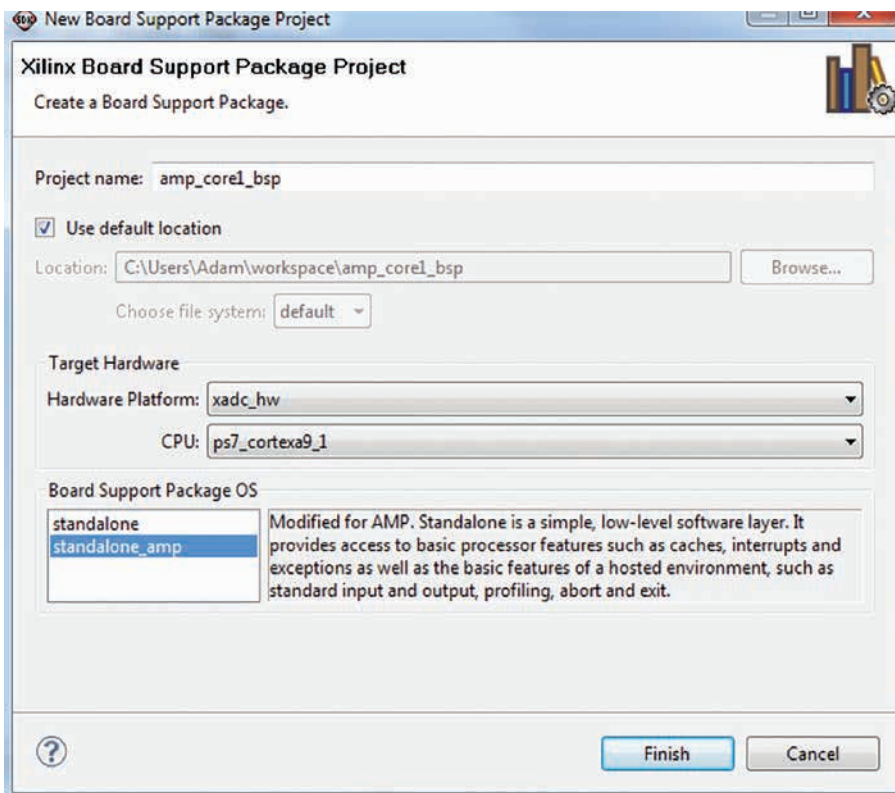 New Board Support Package Project
Xilinx Board Support Package Project
Create a Board Support Package.
Project name: amp_core1_bsp
Use default location
Location: C:\Users\Adam\workspace\amp_core1_bsp Browse...
Choose file system: default
Target Hardware
Hardware Platform: xadc_hw
CPU: ps7_cortexa9_1
Board Support Package OS
standalone
standalone_amp
Modified for AMP. Standalone is a simple, low-level software layer. It
provides access to basic processor features such as caches, interrupts and
exceptions as well as the basic features of a hosted environment, such as
standard input and output, profiling, abort and exit.
? Finish Cancel